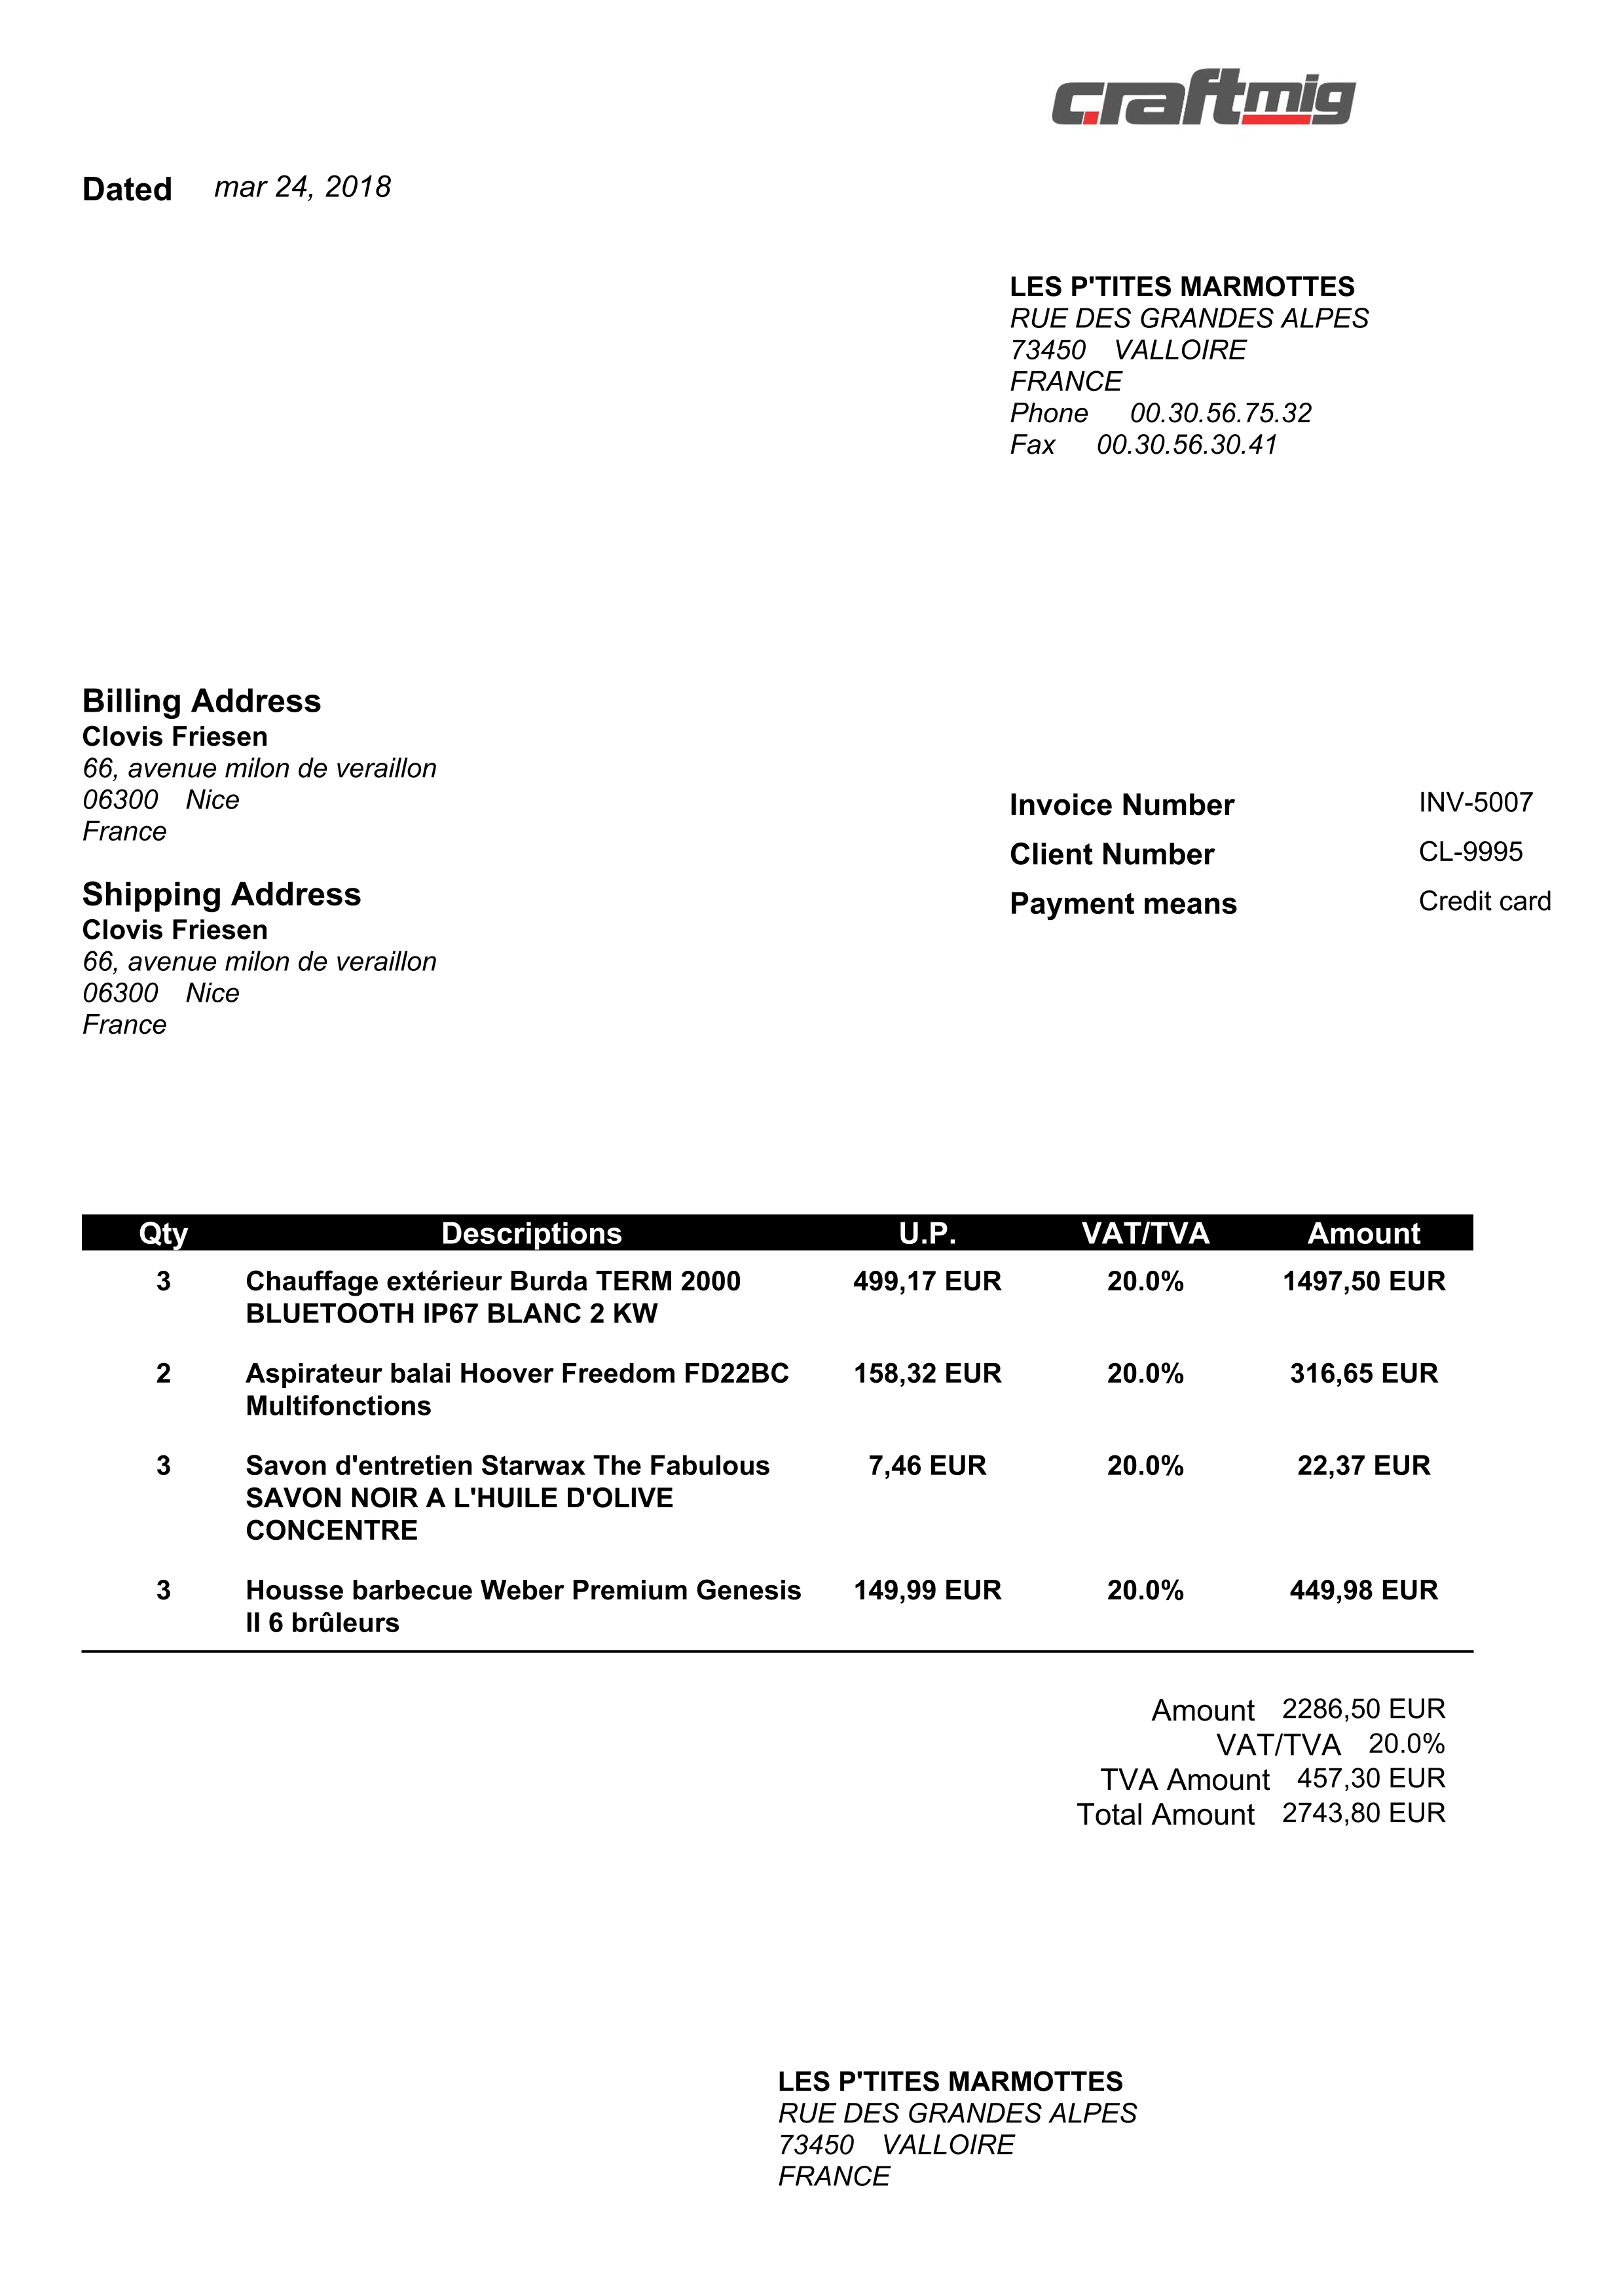 craftmig
Dated mar 24, 2018
LES P'TITES MARMOTTES
RUE DES GRANDES ALPES
73450 VALLOIRE
FRANCE
Phone 00.30.56.75.32
Fax 00.30.56.30.41
Billing Address
Clovis Friesen
66, avenue milon de veraillon
06300 Nice
France
Shipping Address
Clovis Friesen
66, avenue milon de veraillon
06300 Nice
France
Invoice Number INV-5007
Client Number CL-9995
Payment means Credit card
Qty Descriptions U.P. VAT/TVA Amount
3 Chauffage extérieur Burda TERM 2000 499,17 EUR 20.0% 1497,50 EUR
BLUETOOTH IP67 BLANC 2 KW
2 Aspirateur balai Hoover Freedom FD22BC 158,32 EUR 20.0% 316,65 EUR
Multifonctions
3 Savon d'entretien Starwax The Fabulous 7,46 EUR 20.0% 22,37 EUR
SAVON NOIR A L'HUILE D'OLIVE
CONCENTRE
3 Housse barbecue Weber Premium Genesis 149,99 EUR 20.0% 449,98 EUR
II 6 brûleurs
Amount 2286,50 EUR
VAT/TVA 20.0%
TVA Amount 457,30 EUR
Total Amount 2743,80 EUR
LES P'TITES MARMOTTES
RUE DES GRANDES ALPES
73450 VALLOIRE
FRANCE